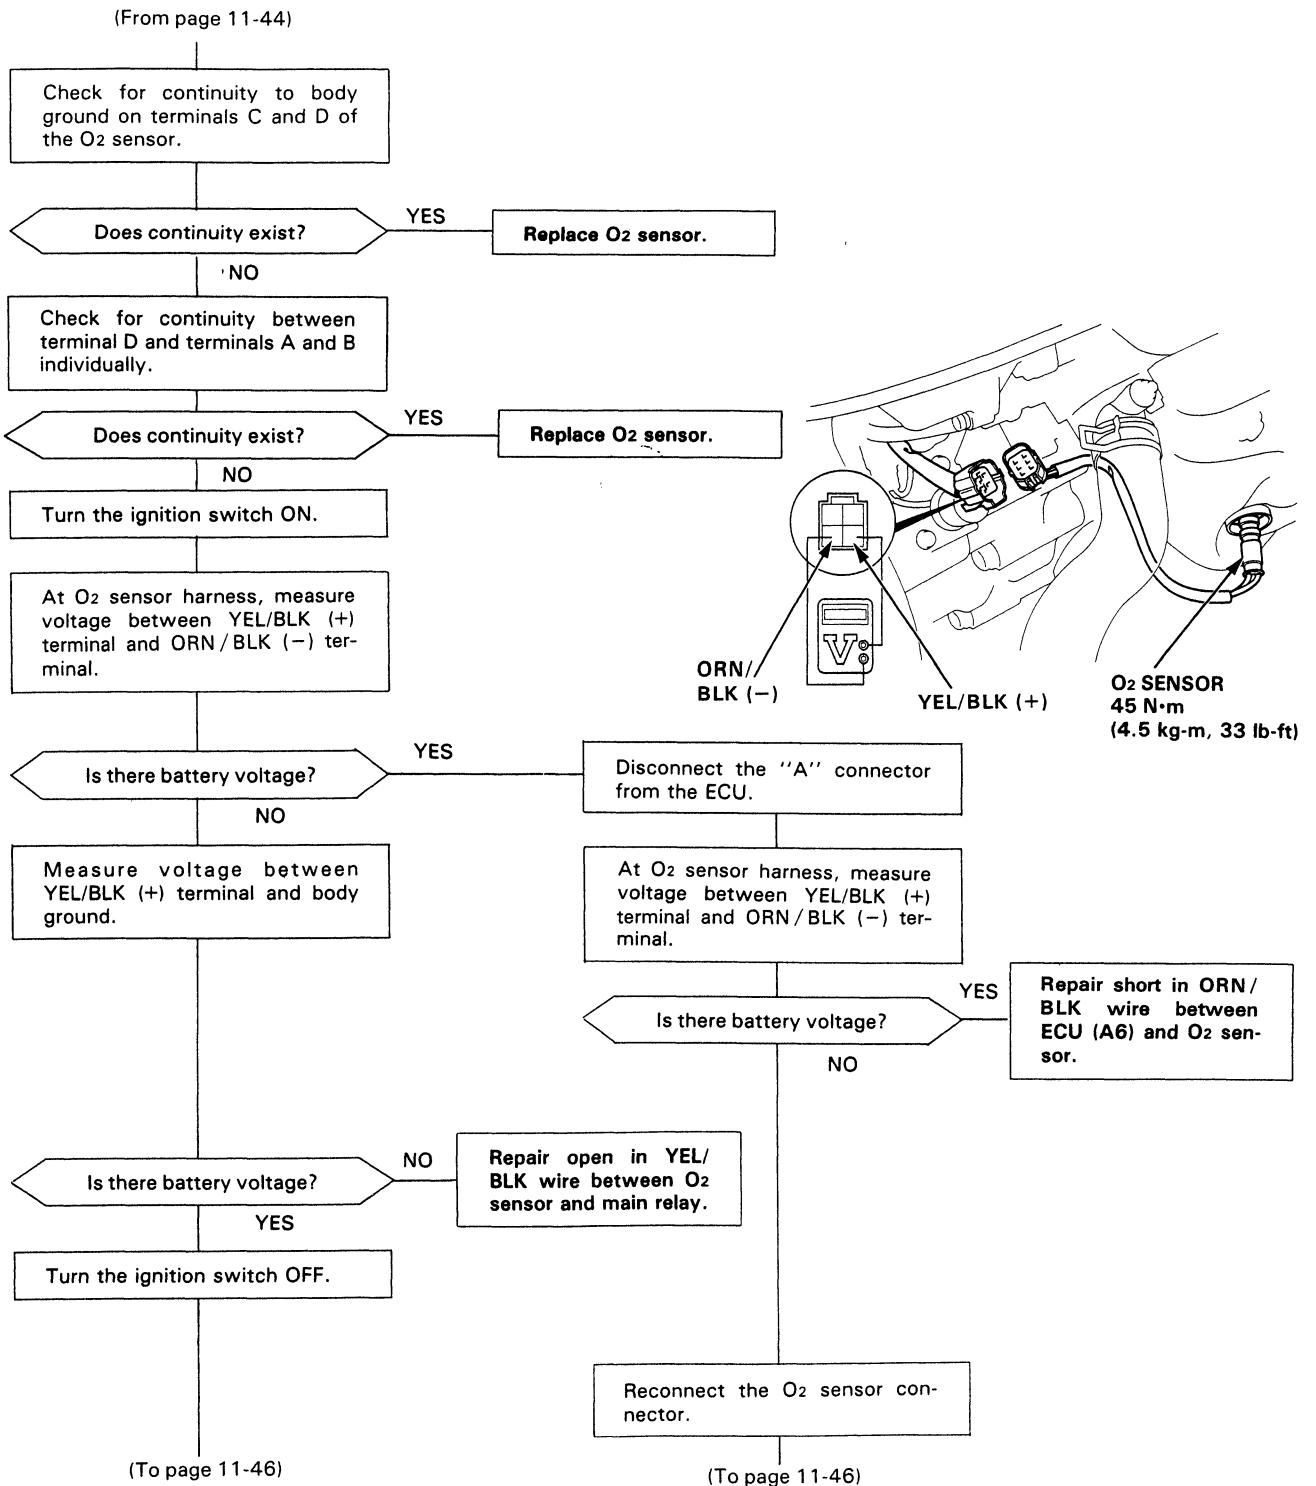 (From page 11-44)
Check for continuity to body
ground on terminals C and D of
the O2 sensor.
Does continuity exist?
YES
Replace O2 sensor.
NO
Check for continuity between
terminal D and terminals A and B
individually.
Does continuity exist?
YES
Replace O2 sensor.
NO
Turn the ignition switch ON.
At O2 sensor harness, measure
voltage between YEL/BLK (+)
terminal and ORN/BLK (−) ter-
minal.
ORN//
BLK (−)
V
YEL/BLK (+)
O2 SENSOR
45 N·m
(4.5 kg-m, 33 lb-ft)
Is there battery voltage?
YES
Disconnect the "A" connector
from the ECU.
NO
Measure voltage between
YEL/BLK (+) terminal and body
ground.
At O2 sensor harness, measure
voltage between YEL/BLK (+)
terminal and ORN/BLK (−) ter-
minal.
Is there battery voltage?
YES
Repair short in ORN/
BLK wire between
ECU (A6) and O2 sen-
sor.
NO
Is there battery voltage?
NO
Repair open in YEL/
BLK wire between O2
sensor and main relay.
YES
Turn the ignition switch OFF.
Reconnect the O2 sensor con-
nector.
(To page 11-46)
(To page 11-46)